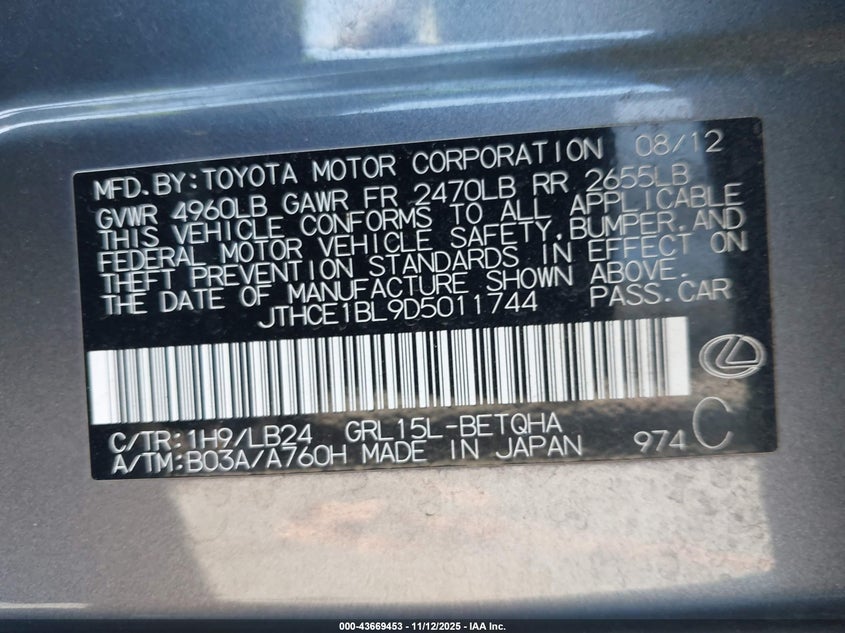 MFD. BY: TOYOTA MOTOR CORPORATION 08/12
GVWR 4960LB GAWR FR 2470LB RR 2655LB
THIS VEHICLE CONFORMS TO ALL APPLICABLE
FEDERAL MOTOR VEHICLE SAFETY, BUMPER, AND
THEFT PREVENTION STANDARDS IN EFFECT ON
THE DATE OF MANUFACTURE SHOWN ABOVE.
JTHCE1BL9D5011744 PASS. CAR
C/TR: 1H9/LB24 GRL15L-BETQHA
A/TM: B03A/A760H MADE IN JAPAN 974 C
000-43669453 - 11/12/2025 - IAA Inc.